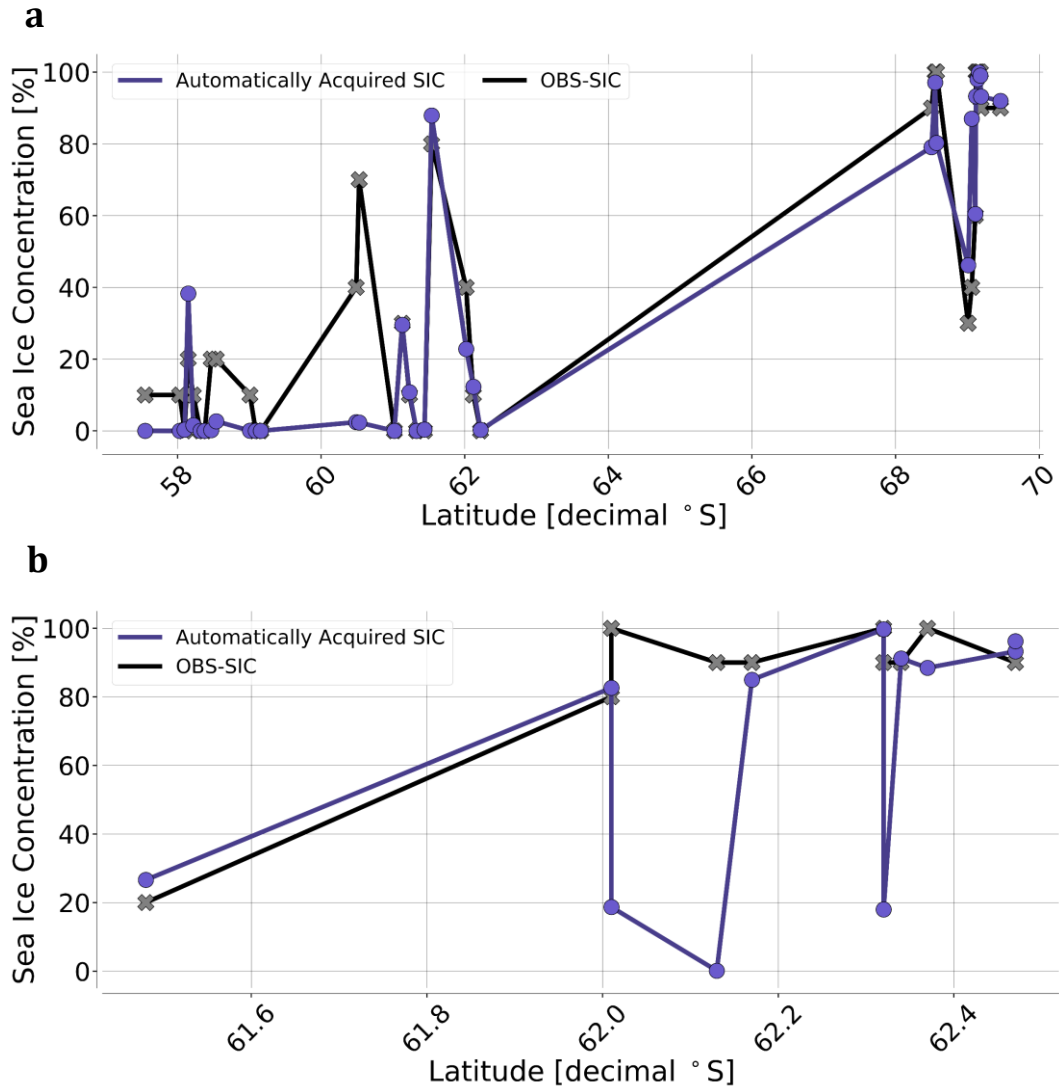 a
Sea Ice Concentration [%]
100
80
60
40
20
0
Automatically Acquired SIC
OBS-SIC
58
60
62
64
66
68
70
Latitude [decimal °S]
b
Sea Ice Concentration [%]
100
80
60
40
20
0
Automatically Acquired SIC
OBS-SIC
61.6
61.8
62.0
62.2
62.4
Latitude [decimal °S]